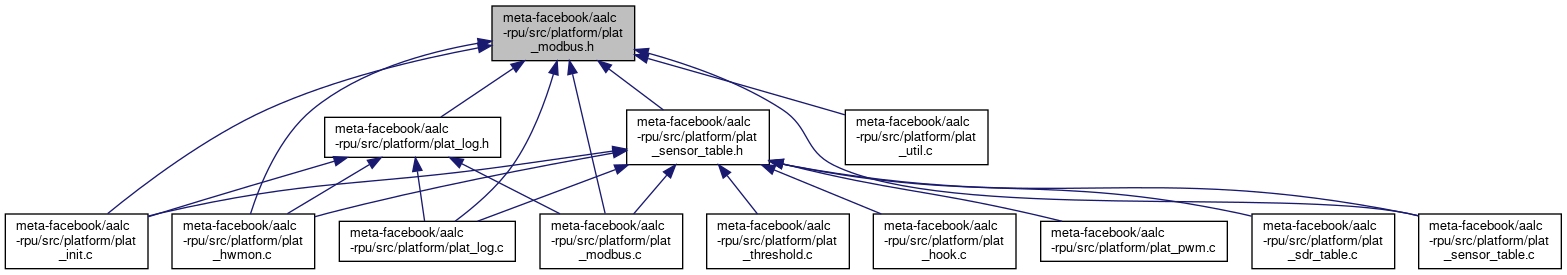 meta-facebook/aalc
-rpu/src/platform/plat
_modbus.h
meta-facebook/aalc
-rpu/src/platform/plat_log.h
meta-facebook/aalc
-rpu/src/platform/plat
_sensor_table.h
meta-facebook/aalc
-rpu/src/platform/plat
_util.c
meta-facebook/aalc
-rpu/src/platform/plat
_init.c
meta-facebook/aalc
-rpu/src/platform/plat
_hwmon.c
meta-facebook/aalc
-rpu/src/platform/plat_log.c
meta-facebook/aalc
-rpu/src/platform/plat
_modbus.c
meta-facebook/aalc
-rpu/src/platform/plat
_threshold.c
meta-facebook/aalc
-rpu/src/platform/plat
_hook.c
meta-facebook/aalc
-rpu/src/platform/plat_pwm.c
meta-facebook/aalc
-rpu/src/platform/plat
_sdr_table.c
meta-facebook/aalc
-rpu/src/platform/plat
_sensor_table.c